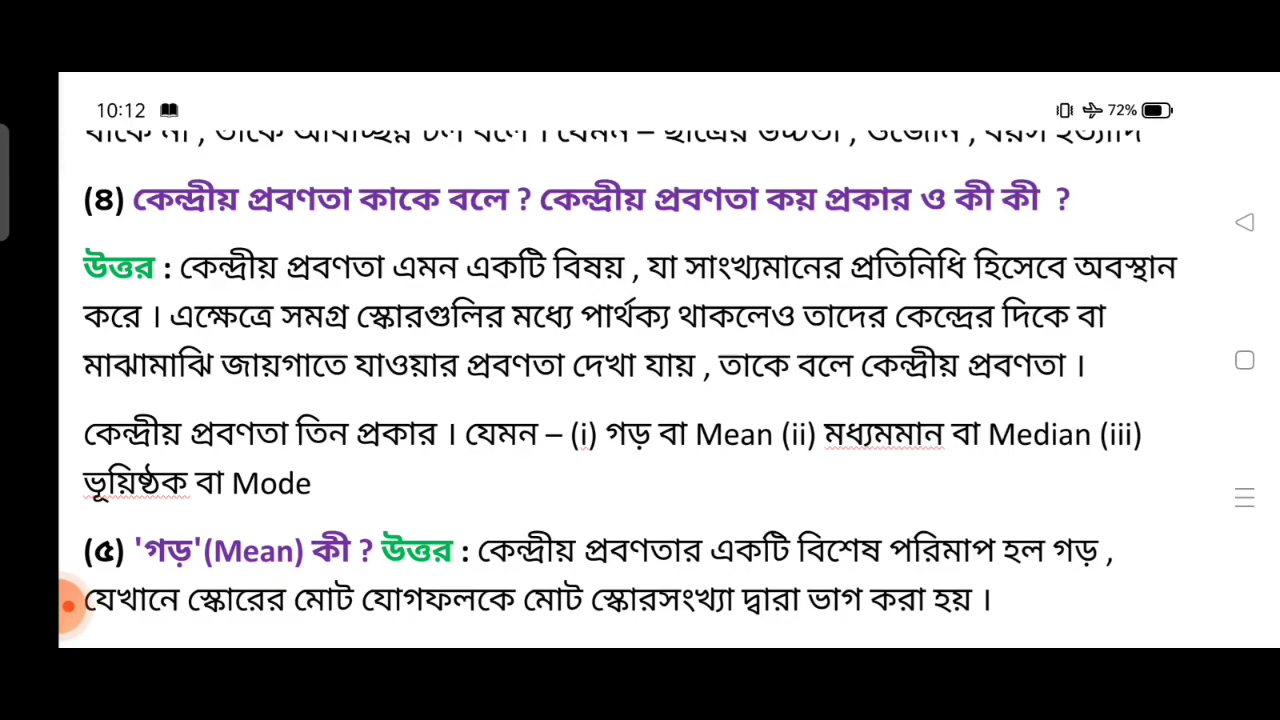 10:12
72%
(৪) কেন্দ্রীয় প্রবণতা কাকে বলে ? কেন্দ্রীয় প্রবণতা কয় প্রকার ও কী কী ?
উত্তর : কেন্দ্রীয় প্রবণতা এমন একটি বিষয় , যা সাংখ্যমানের প্রতিনিধি হিসেবে অবস্থান
করে । এক্ষেত্রে সমগ্র স্কোরগুলির মধ্যে পার্থক্য থাকলেও তাদের কেন্দ্রের দিকে বা
মাঝামাঝি জায়গাতে যাওয়ার প্রবণতা দেখা যায় , তাকে বলে কেন্দ্রীয় প্রবণতা ।
কেন্দ্রীয় প্রবণতা তিন প্রকার । যেমন – (i) গড় বা Mean (ii) মধ্যমমান বা Median (iii)
ভূয়িষ্ঠক বা Mode
(৫) 'গড়'(Mean) কী ? উত্তর : কেন্দ্রীয় প্রবণতার একটি বিশেষ পরিমাপ হল গড় ,
যেখানে স্কোরের মোট যোগফলকে মোট স্কোরসংখ্যা দ্বারা ভাগ করা হয় ।